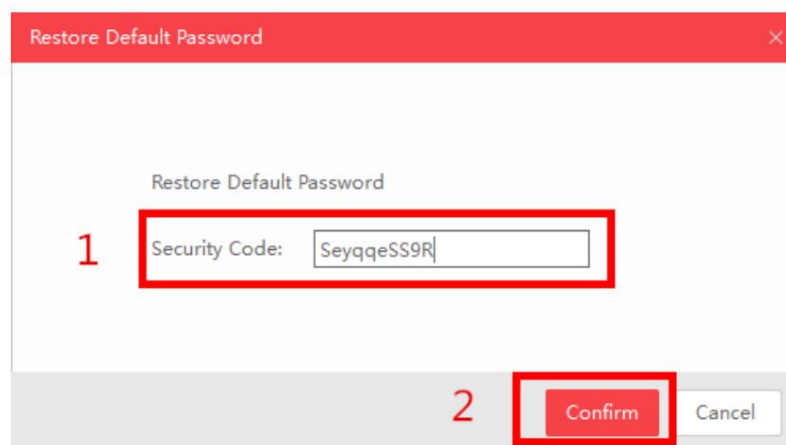 Restore Default Password
Restore Default Password
1 Security Code: SeyqqeSS9R
2 Confirm Cancel